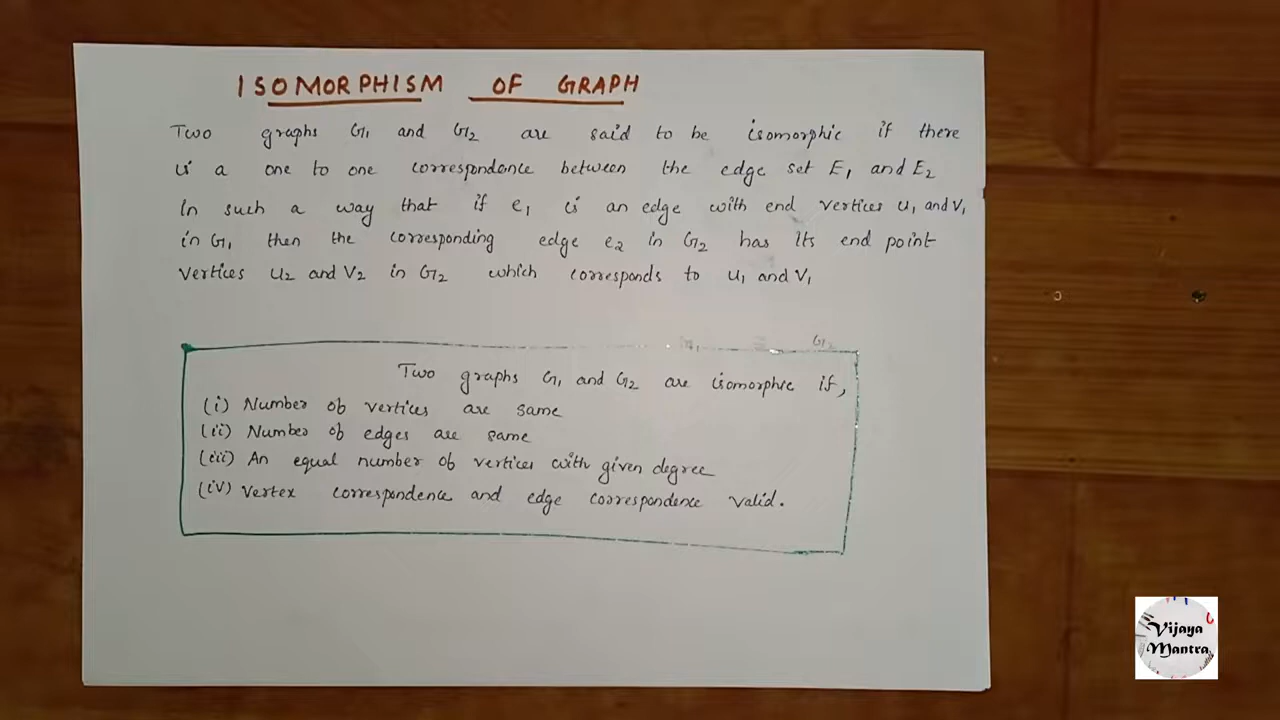 ISOMORPHISM OF GRAPH
Two graphs G1 and G2 are said to be isomorphic if there
is a one to one correspondence between the edge set E1 and E2
In such a way that if e1 is an edge with end vertices u1 and v1
in G1 then the corresponding edge e2 in G2 has its end point
vertices u2 and v2 in G2 which corresponds to u1 and v1
G2
Two graphs G1 and G2 are isomorphic if,
(i) Number of vertices are same
(ii) Number of edges are same
(iii) An equal number of vertices with given degree
(iv) Vertex correspondence and edge correspondence valid.
Vijaya
Mantra